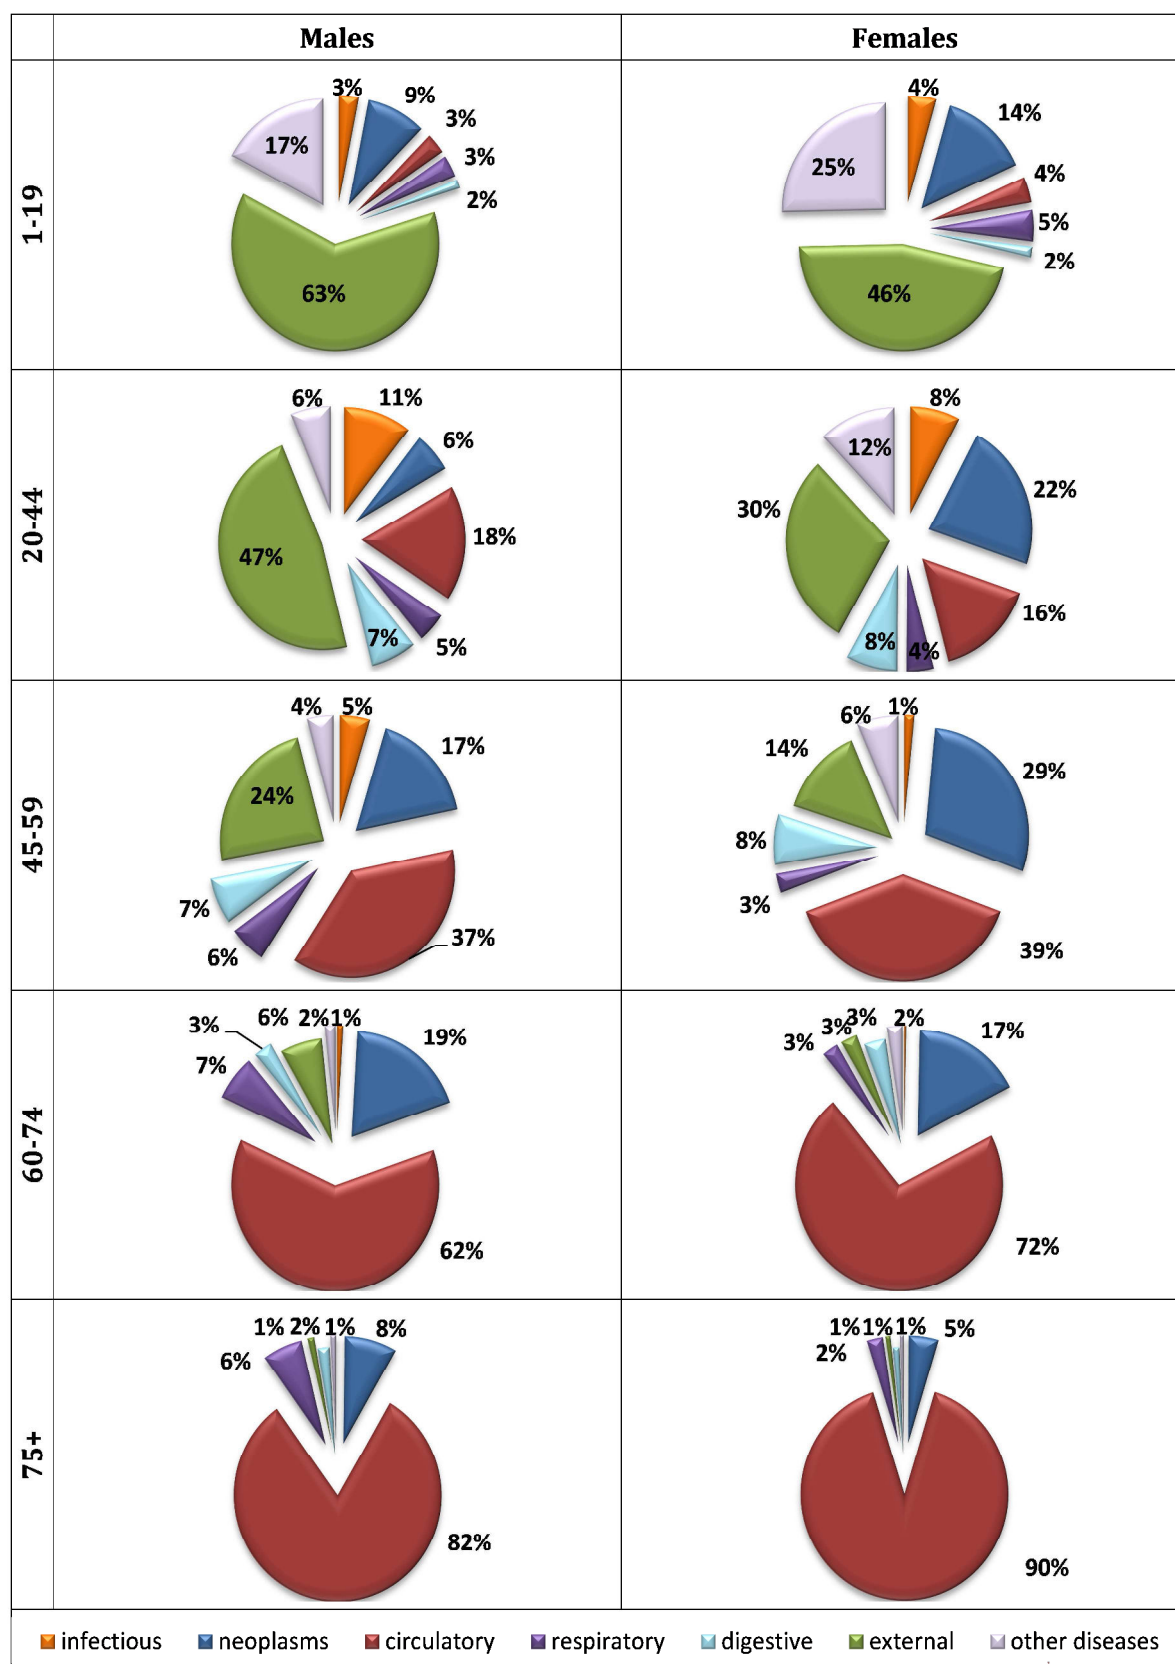 Males Females
1-19
3% 9% 3% 3% 2% 63% 17%
4% 14% 4% 5% 2% 46% 25%
20-44
11% 6% 18% 5% 7% 47% 6%
8% 22% 16% 4% 8% 30% 12%
45-59
5% 17% 37% 6% 7% 24% 4%
1% 29% 39% 3% 8% 14% 6%
60-74
1% 19% 62% 7% 3% 6% 2%
2% 17% 72% 3% 3% 3%
75+
8% 82% 6% 1% 2% 1%
5% 90% 2% 1% 1% 1%
infectious neoplasms circulatory respiratory digestive external other diseases